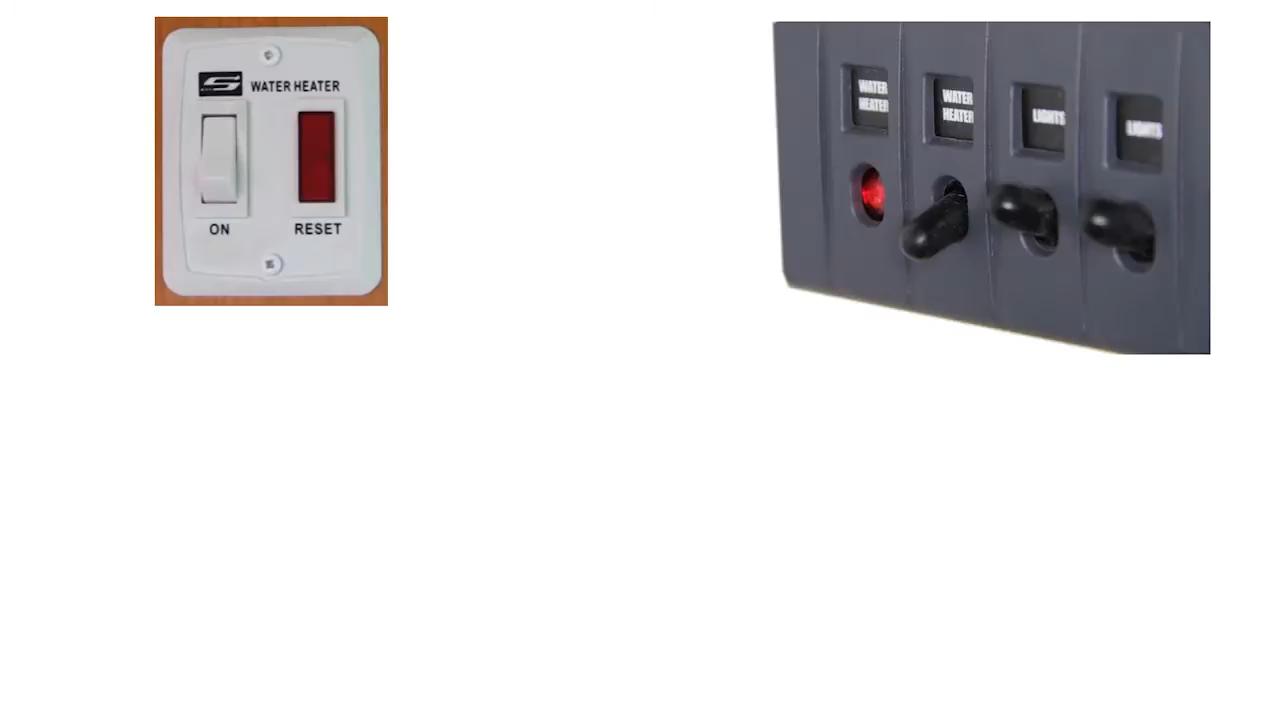 WATER HEATER
ON
RESET
WATER
HEATER
WATER
HEATER
LIGHTS
LIGHTS